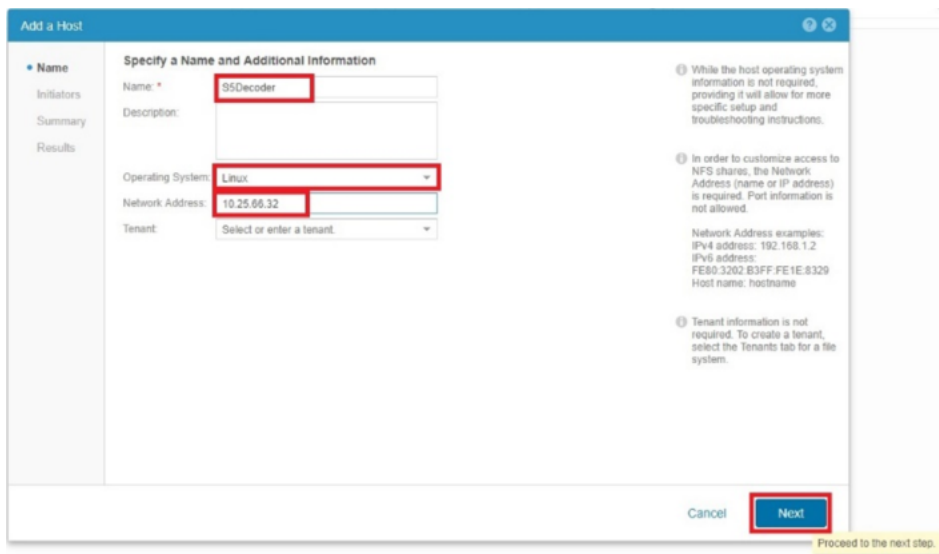 Add a Host
Name
Initiators
Summary
Results
Specify a Name and Additional Information
Name: *
S5Decoder
Description:
Operating System:
Linux
Network Address:
10.25.66.32
Tenant:
Select or enter a tenant.
While the host operating system
information is not required,
providing it will allow for more
specific setup and
troubleshooting instructions.
In order to customize access to
NFS shares, the Network
Address (name or IP address)
is required. Port information is
not allowed.
Network Address examples:
IPv4 address: 192.168.1.2
IPv6 address:
FE80:3202:B3FF:FE1E:8329
Host name: hostname
Tenant information is not
required. To create a tenant,
select the Tenants tab for a file
system.
Cancel
Next
Proceed to the next step.